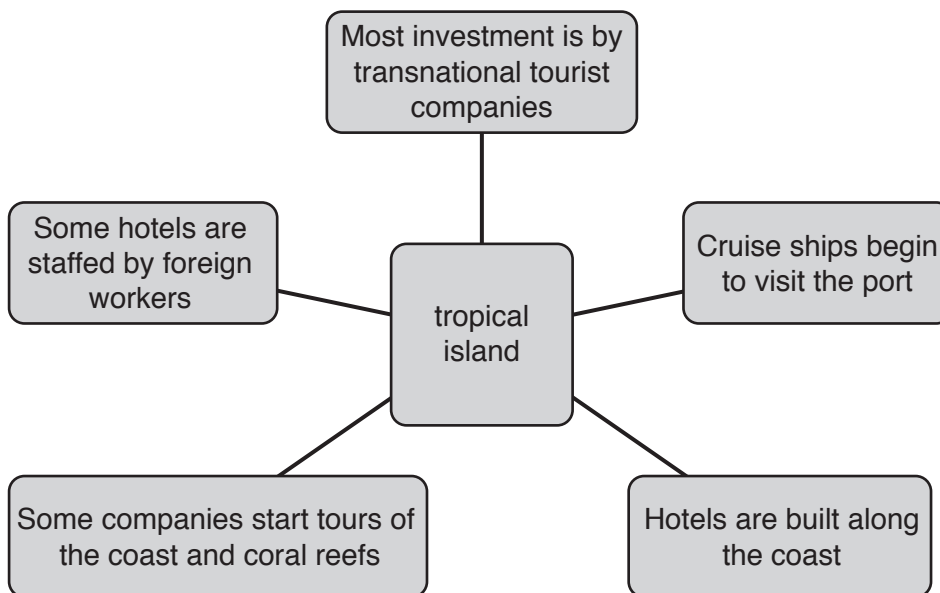 Most investment is by
transnational tourist
companies
Some hotels are
staffed by foreign
workers
Cruise ships begin
to visit the port
tropical
island
Some companies start tours of
the coast and coral reefs
Hotels are built along
the coast